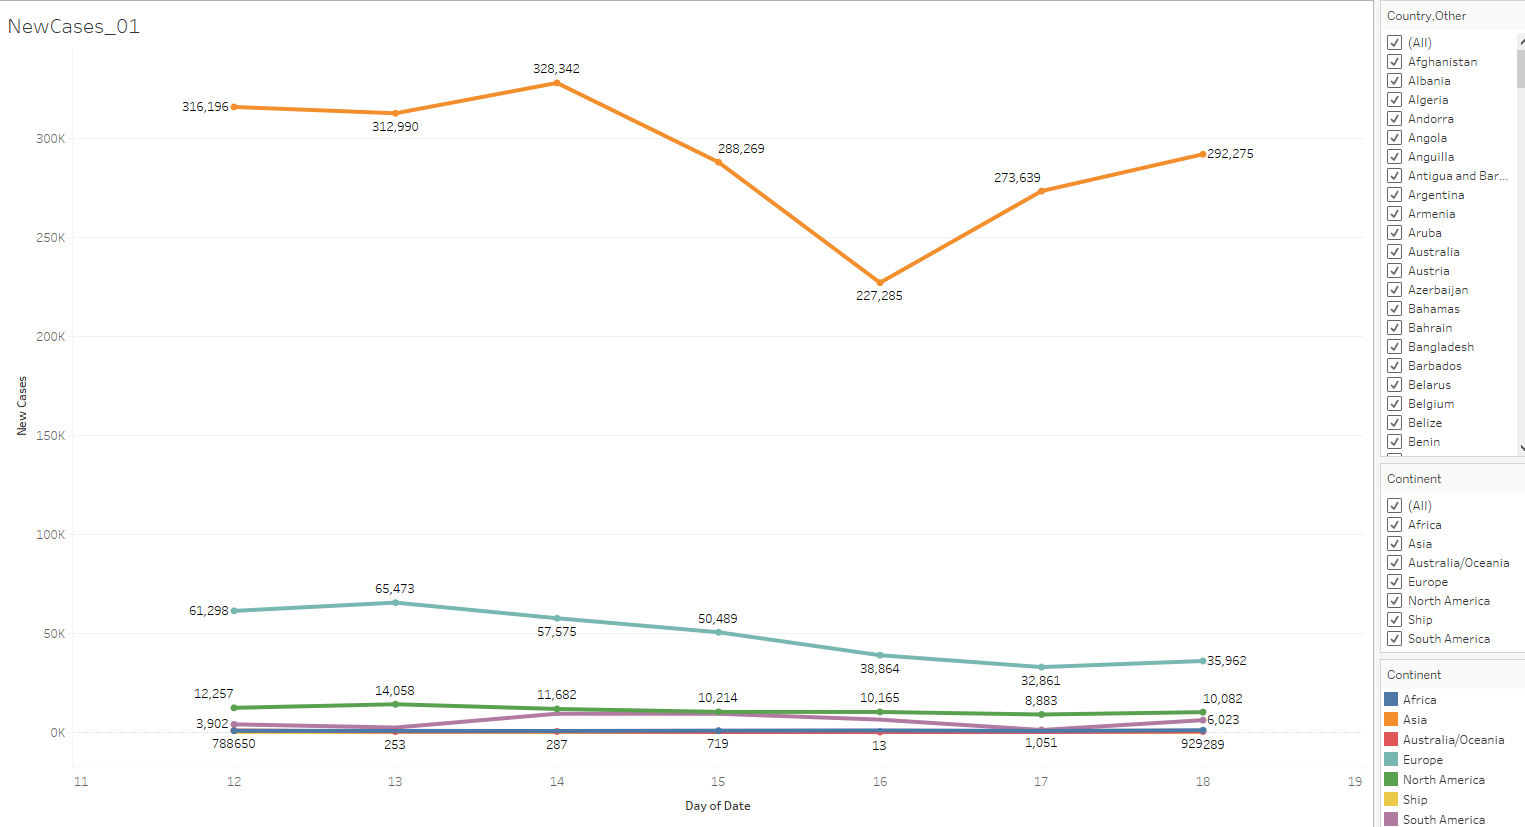 NewCases_01
328,342
316,196
312,990
288,269
292,275
273,639
227,285
300K
250K
200K
150K
100K
50K
0K
New Cases
61,298
65,473
57,575
50,489
38,864
32,861
35,962
12,257
14,058
11,682
10,214
10,165
8,883
10,082
3,902
6,023
788650
253
287
719
13
1,051
929289
11 12 13 14 15 16 17 18 19
Day of Date
Country,Other
(All)
Afghanistan
Albania
Algeria
Andorra
Angola
Anguilla
Antigua and Bar...
Argentina
Armenia
Aruba
Australia
Austria
Azerbaijan
Bahamas
Bahrain
Bangladesh
Barbados
Belarus
Belgium
Belize
Benin
Continent
(All)
Africa
Asia
Australia/Oceania
Europe
North America
Ship
South America
Continent
Africa
Asia
Australia/Oceania
Europe
North America
Ship
South America